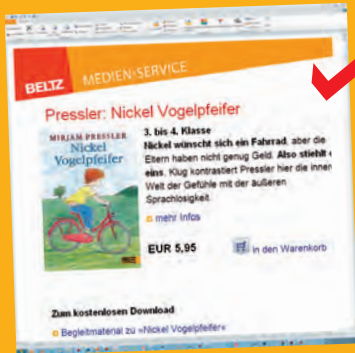 BELTZ MEDIEN-SERVICE
Pressler: Nickel Vogelpfeifer
MIRJAM PRESSLER
Nickel
Vogelpfeifer
3. bis 4. Klasse
Nickel wünscht sich ein Fahrrad, aber die
Eltern haben nicht genug Geld. Also stiehlt
eins. Klug kontrastiert Pressler hier die inner
Welt der Gefühle mit der äußeren
Sprachlosigkeit.
mehr Infos
EUR 5,95
in den Warenkorb
Zum kostenlosen Download
Begleitmaterial zu »Nickel Vogelpfeifer«